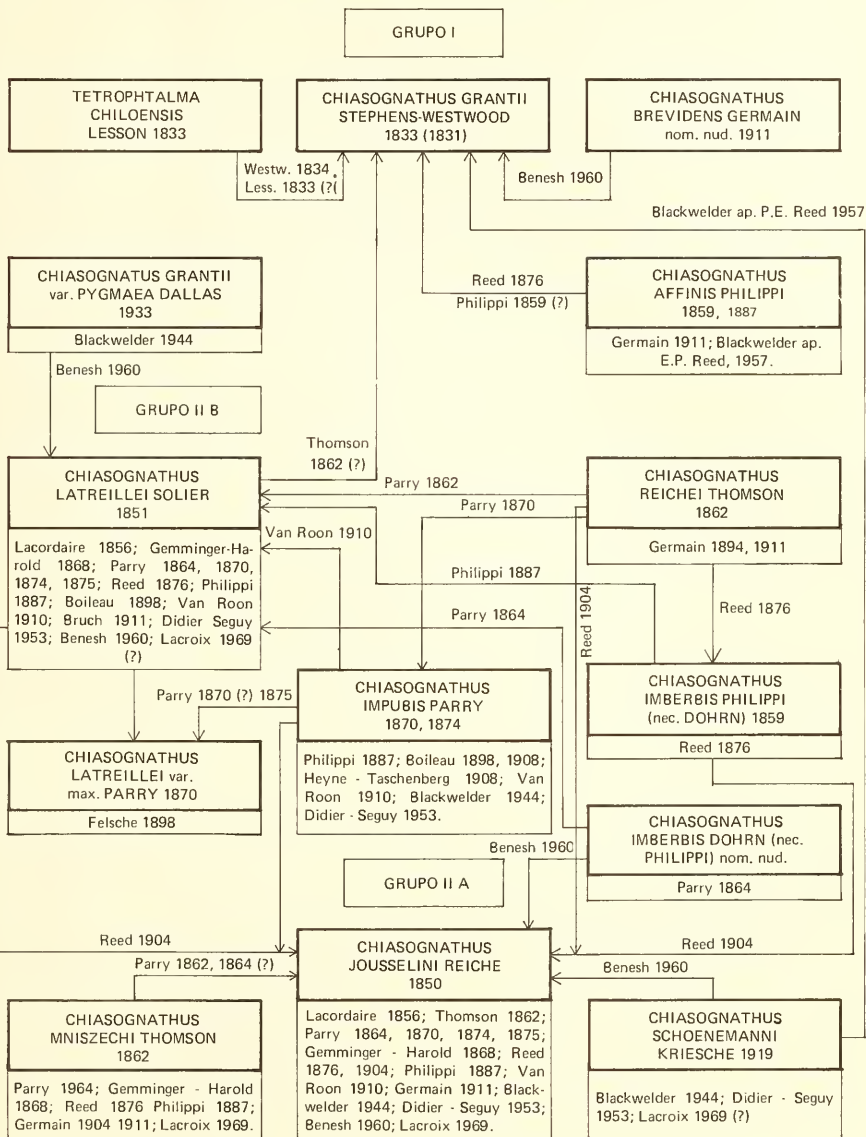 GRUPO I
TETROPHTALMA
CHILOENSIS
LESSON 1833
CHIASOGNATHUS GRANTII
STEPHENS-WESTWOOD
1833 (1831)
CHIASOGNATHUS
BREVIDENS GERMAIN
nom. nud. 1911
Westw. 1834
Less. 1833 (?(
Benesh 1960
Blackwelder ap. P.E. Reed 1957
CHIASOGNATUS GRANTII
var. PYGMAEA DALLAS
1933
Blackwelder 1944
Reed 1876
Philippi 1859 (?)
CHIASOGNATHUS
AFFINIS PHILIPPI
1859, 1887
Germain 1911; Blackwelder ap.
E.P. Reed, 1957.
Benesh 1960
GRUPO II B
Thomson
1862 (?)
CHIASOGNATHUS
LATREILLEI SOLIER
1851
Lacordaire 1856; Gemminger-Ha-
rold 1868; Parry 1864, 1870,
1874, 1875; Reed 1876; Philippi
1887; Boileau 1898; Van Roon
1910; Bruch 1911; Didier Seguy
1953; Benesh 1960; Lacroix 1969
(?)
Parry 1862
Parry 1870
Van Roon 1910
Philippi 1887
Parry 1864
Reed 1904
CHIASOGNATHUS
REICHEI THOMSON
1862
Germain 1894, 1911
Reed 1876
CHIASOGNATHUS
IMPUBIS PARRY
1870, 1874
Philippi 1887; Boileau 1898, 1908;
Heyne - Taschenberg 1908; Van
Roon 1910; Blackwelder 1944;
Didier - Seguy 1953.
CHIASOGNATHUS
IMBERBIS PHILIPPI
(nec. DOHRN) 1859
Reed 1876
Parry 1870 (?) 1875
CHIASOGNATHUS
LATREILLEI var.
max. PARRY 1870
Felsche 1898
CHIASOGNATHUS
IMBERBIS DOHRN (nec.
PHILIPPI) nom. nud.
Parry 1864
Benesh 1960
GRUPO II A
Reed 1904
Parry 1862, 1864 (?)
CHIASOGNATHUS
JOUSSELINI REICHE
1850
Lacordaire 1856; Thomson 1862;
Parry 1864, 1870, 1874, 1875;
Gemminger - Harold 1868; Reed
1876, 1904; Philippi 1887; Van
Roon 1910; Germain 1911; Black-
welder 1944; Didier - Seguy 1953;
Benesh 1960; Lacroix 1969.
Reed 1904
Benesh 1960
CHIASOGNATHUS
MNISZECHI THOMSON
1862
Parry 1964; Gemminger - Harold
1868; Reed 1876 Philippi 1887;
Germain 1904 1911; Lacroix 1969.
CHIASOGNATHUS
SCHOENEMANNI
KRIESCHE 1919
Blackwelder 1944; Didier - Seguy
1953; Lacroix 1969 (?)